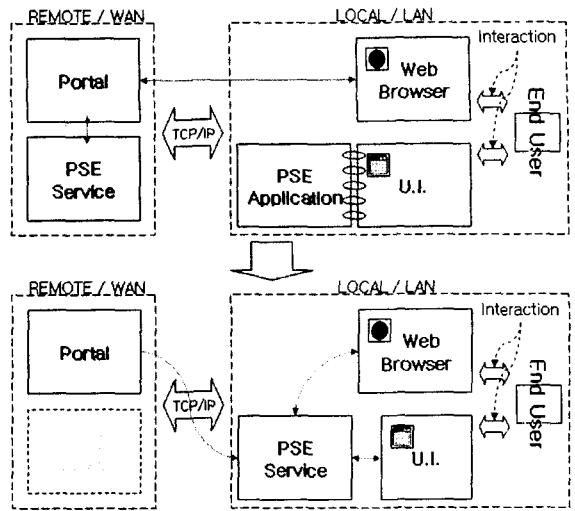 REMOTE / WAN
LOCAL / LAN
Portal
Web
Browser
Interaction
TCP/IP
End User
PSE
Service
PSE
Application
U.I.
REMOTE / WAN
LOCAL / LAN
Portal
Web
Browser
Interaction
TCP/IP
End User
PSE
Service
U.I.